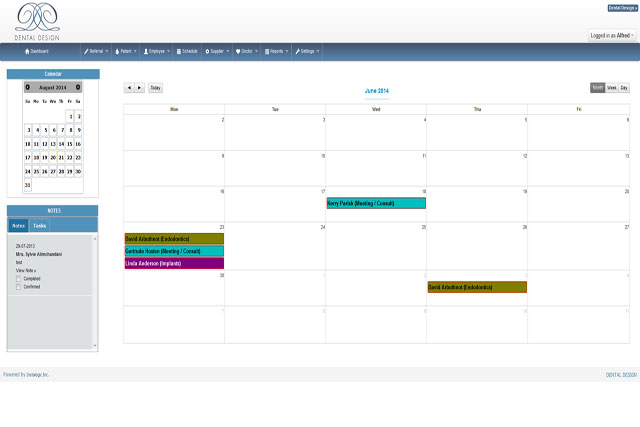 DENTAL DESIGN
Dental Design »
Logged in as Alfred
Dashboard Referral Patient Employee Schedule Supplier Doctor Reports Settings
Calendar
August 2014
Su Mo Tu We Th Fr Sa
1 2
3 4 5 6 7 8 9
10 11 12 13 14 15 16
17 18 19 20 21 22 23
24 25 26 27 28 29 30
31
NOTES
Notes Tasks
29-07-2013
Mrs. Sylvie Alimchandani
test
View Note »
Completed
Confirmed
Today
June 2014
Month Week Day
Mon Tue Wed Thu Fri
2 3 4 5 6
9 10 11 12 13
16 17 18 19 20
Kerry Parish (Meeting / Consult)
23 24 25 26 27
David Arbuthnot (Endodontics)
Gertrude Hoxlen (Meeting / Consult)
Linda Anderson (Implants)
30 1 2 3 4
David Arbuthnot (Endodontics)
7 8 9 10 11
Powered by Instalogic Inc.
DENTAL DESIGN